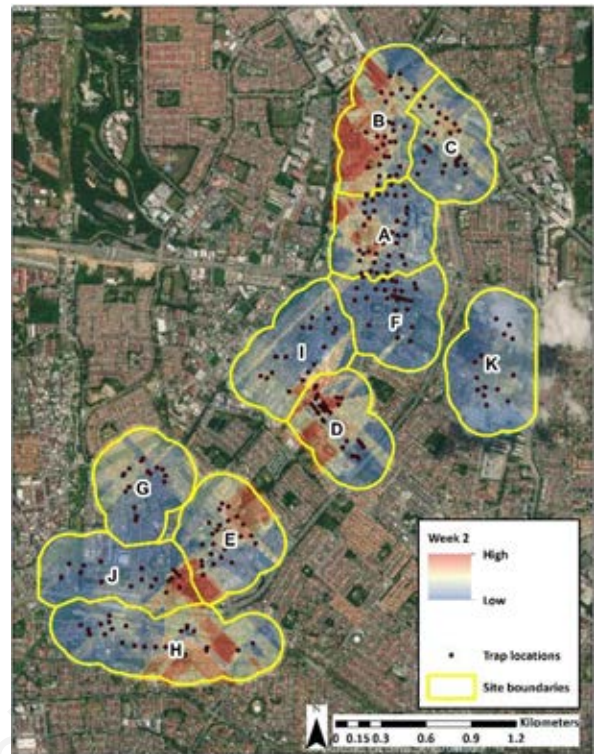 B
C
A
F
I
K
D
G
E
J
H
Week 2
High
Low
Trap locations
Site boundaries
N
Kilometers
0 0.15 0.3 0.6 0.9 1.2